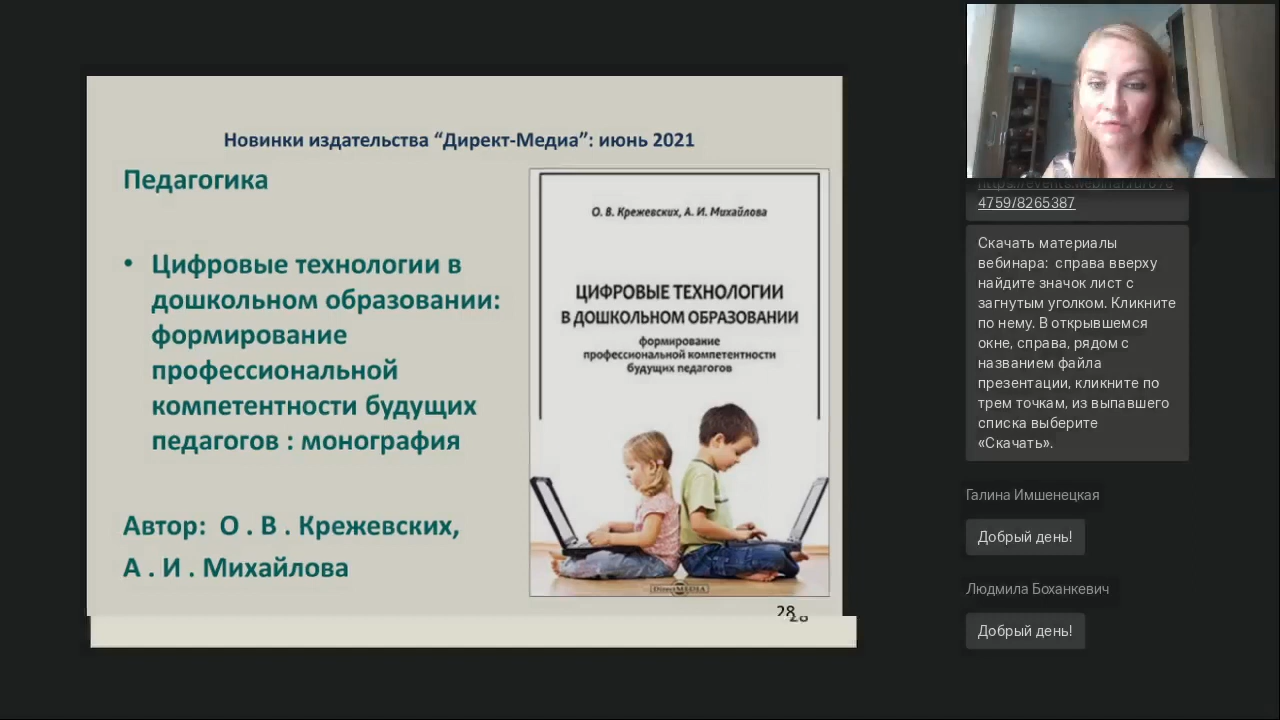 Новинки издательства “Директ-Медиа”: июнь 2021
Педагогика
• Цифровые технологии в
дошкольном образовании:
формирование
профессиональной
компетентности будущих
педагогов : монография
Автор: О . В . Крежевских,
А . И . Михайлова
О. В. Крежевских, А. И. Михайлова
ЦИФРОВЫЕ ТЕХНОЛОГИИ
В ДОШКОЛЬНОМ ОБРАЗОВАНИИ
формирование
профессиональной компетентности
будущих педагогов
DirectMEDIA
28
4759/8265387
Скачать материалы
вебинара: справа вверху
найдите значок лист с
загнутым уголком. Кликните
по нему. В открывшемся
окне, справа, рядом с
названием файла
презентации, кликните по
трем точкам, из выпавшего
списка выберите
«Скачать».
Галина Имшенецкая
Добрый день!
Людмила Боханкевич
Добрый день!